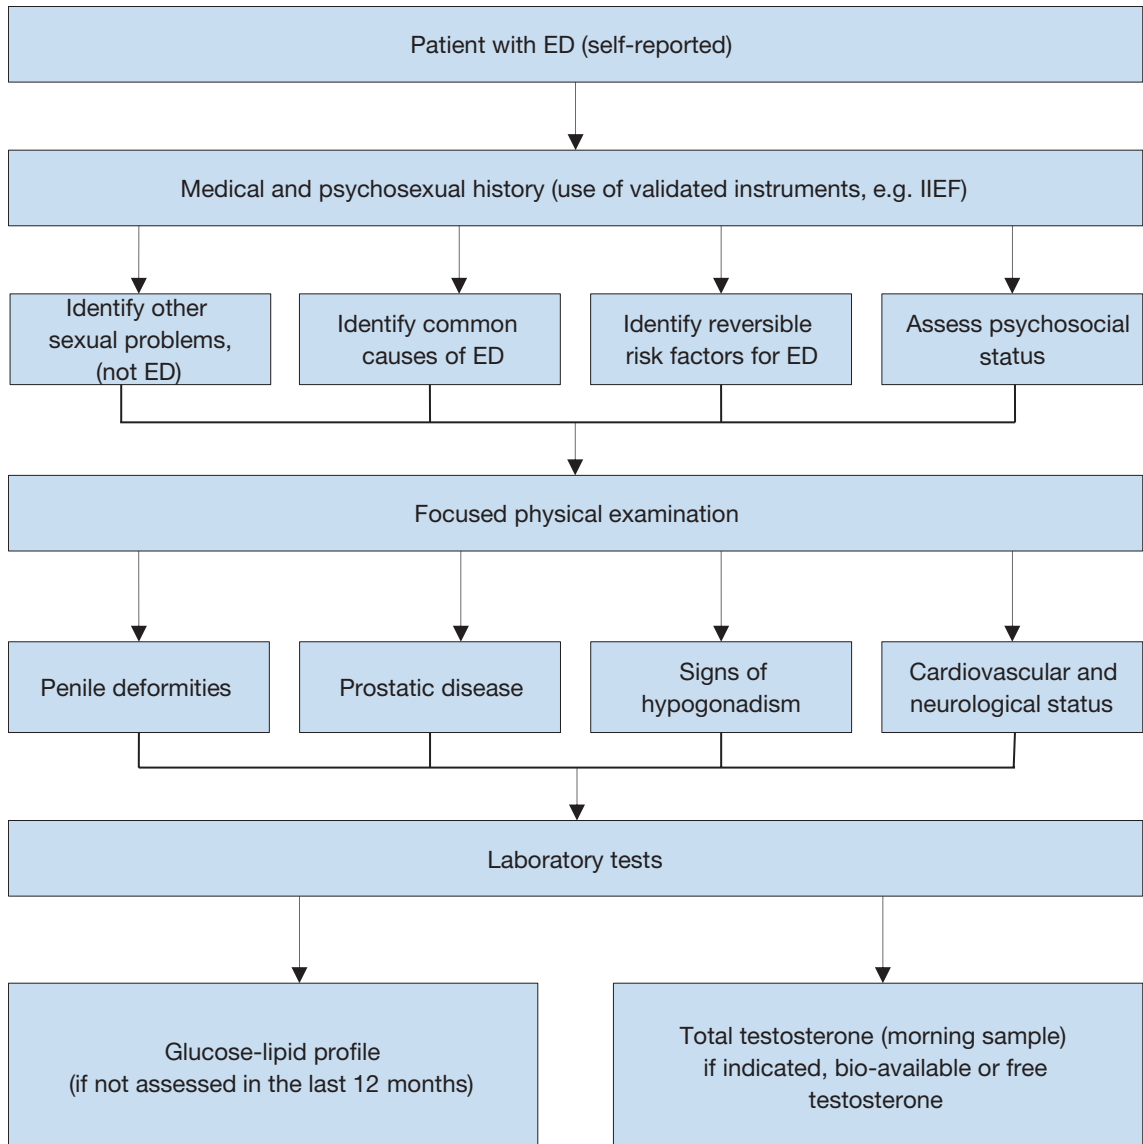 Patient with ED (self-reported)
Medical and psychosexual history (use of validated instruments, e.g. IIEF)
Identify other
sexual problems,
(not ED)
Identify common
causes of ED
Identify reversible
risk factors for ED
Assess psychosocial
status
Focused physical examination
Penile deformities
Prostatic disease
Signs of
hypogonadism
Cardiovascular and
neurological status
Laboratory tests
Glucose-lipid profile
(if not assessed in the last 12 months)
Total testosterone (morning sample)
if indicated, bio-available or free
testosterone